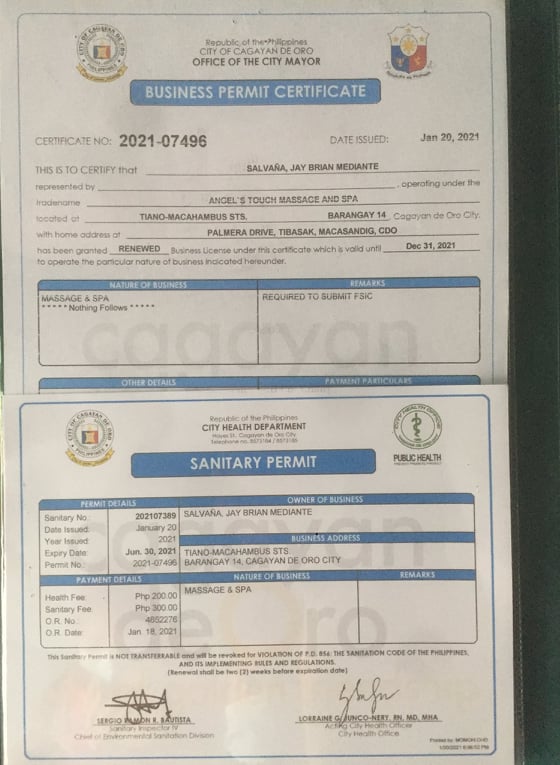 Republic of the Philippines
CITY OF CAGAYAN DE ORO
OFFICE OF THE CITY MAYOR
BUSINESS PERMIT CERTIFICATE
CERTIFICATE NO: 2021-07496 DATE ISSUED: Jan 20, 2021
THIS IS TO CERTIFY that SALVAÑA, JAY BRIAN MEDIANTE
represented by , operating under the
tradename ANGEL'S TOUCH MASSAGE AND SPA
located at TIANO-MACAHAMBUS STS. BARANGAY 14 Cagayan de Oro City.
with home address at PALMERA DRIVE, TIBASAK, MACASANDIG, CDO
has been granted RENEWED Business License under this certificate which is valid until Dec 31, 2021
to operate the particular nature of business indicated hereunder.
NATURE OF BUSINESS REMARKS
MASSAGE & SPA REQUIRED TO SUBMIT FSIC
* * * * * Nothing Follows * * * * *
cagayan
OTHER DETAILS PAYMENT PARTICULARS
Republic of the Philippines
CITY HEALTH DEPARTMENT
Hayes St. Cagayan de Oro City
PUBLIC HEALTH
SANITARY PERMIT
PERMIT DETAILS OWNER OF BUSINESS
Sanitary No.: 202107389 SALVAÑA, JAY BRIAN MEDIANTE
Date Issued: January 20
Year Issued: 2021 BUSINESS ADDRESS
Expiry Date: Jun. 30, 2021 TIANO-MACAHAMBUS STS.
Permit No.: 2021-07496 BARANGAY 14, CAGAYAN DE ORO CITY
PAYMENT DETAILS NATURE OF BUSINESS REMARKS
Health Fee: Php 200.00 MASSAGE & SPA
Sanitary Fee: Php 300.00
O.R. No.: 4652276
O.R. Date: Jan 18, 2021
This Sanitary Permit is NOT TRANSFERRABLE and will be revoked for VIOLATION OF P.D. 856: THE SANITATION CODE OF THE PHILIPPINES,
AND ITS IMPLEMENTING RULES AND REGULATIONS.
(Renewal shall be two (2) weeks before expiration date)
SERGIO RAMON R. BAUTISTA
Sanitary Inspector IV
Chief of Environmental Sanitation Division
LORRAINE G. JUNCO-NERY, RN, MD, MHA
Acting City Health Officer
City Health Office